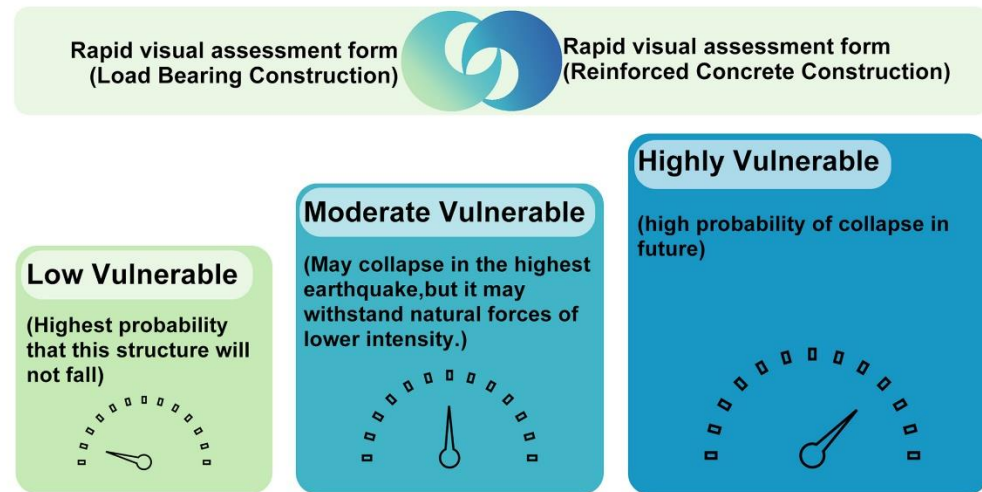 Rapid visual assessment form
(Load Bearing Construction)
Rapid visual assessment form
(Reinforced Concrete Construction)
Low Vulnerable
(Highest probability
that this structure will
not fall)
Moderate Vulnerable
(May collapse in the highest
earthquake,but it may
withstand natural forces of
lower intensity.)
Highly Vulnerable
(high probability of collapse in
future)